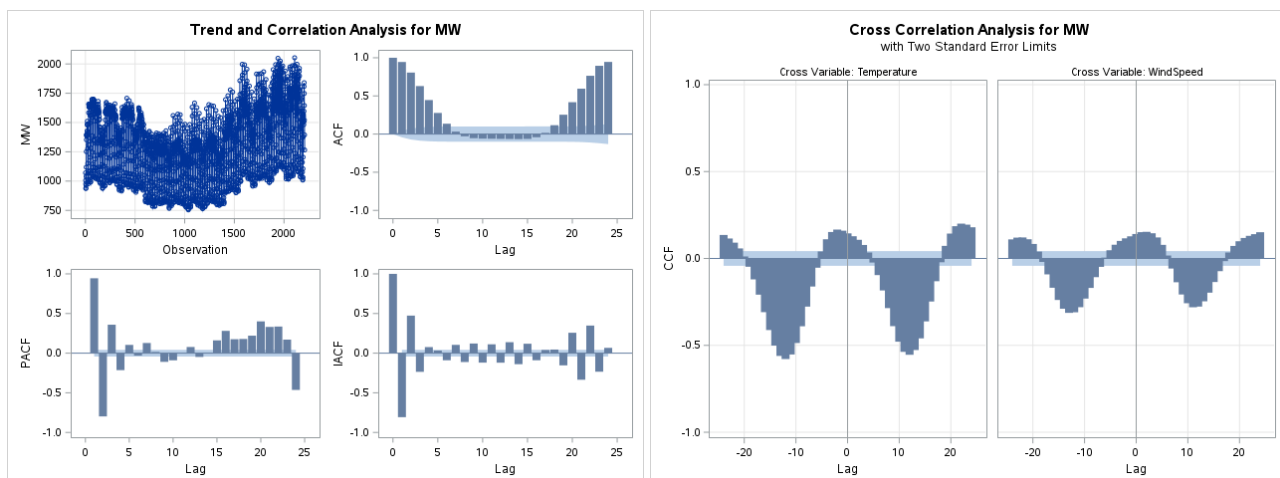 Trend and Correlation Analysis for MW
2000
1750
1500
1250
1000
750
MW
0 500 1000 1500 2000
Observation
1.0
0.5
0.0
-0.5
-1.0
ACF
0 5 10 15 20 25
Lag
1.0
0.5
0.0
-0.5
-1.0
PACF
0 5 10 15 20 25
Lag
1.0
0.5
0.0
-0.5
-1.0
IACF
0 5 10 15 20 25
Lag
Cross Correlation Analysis for MW
with Two Standard Error Limits
Cross Variable: Temperature
Cross Variable: WindSpeed
1.0
0.5
0.0
-0.5
-1.0
CCF
-20 -10 0 10 20
Lag
-20 -10 0 10 20
Lag